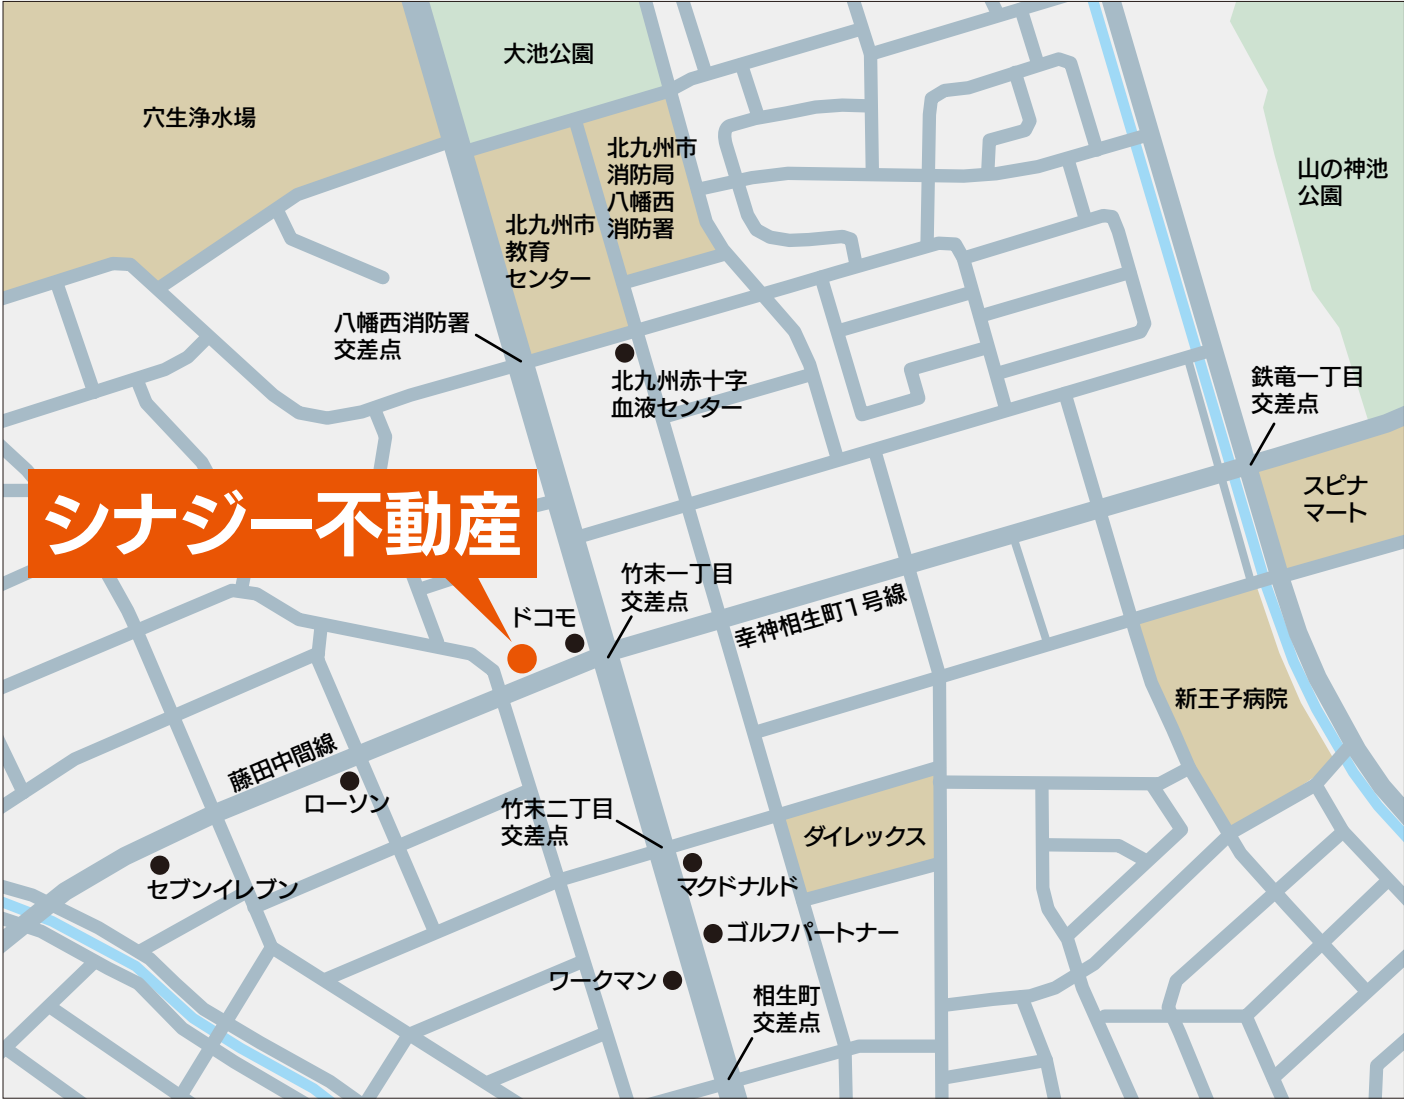 大池公園
穴生浄水場
北九州市
消防局
八幡西
消防署
山の神池
公園
北九州市
教育
センター
八幡西消防署
交差点
北九州赤十字
血液センター
鉄竜一丁目
交差点
スピナ
マート
シナジー不動産
竹末一丁目
交差点
ドコモ
幸神相生町1号線
新王子病院
藤田中間線
ローソン
竹末二丁目
交差点
ダイレックス
セブンイレブン
マクドナルド
ゴルフパートナー
ワークマン
相生町
交差点